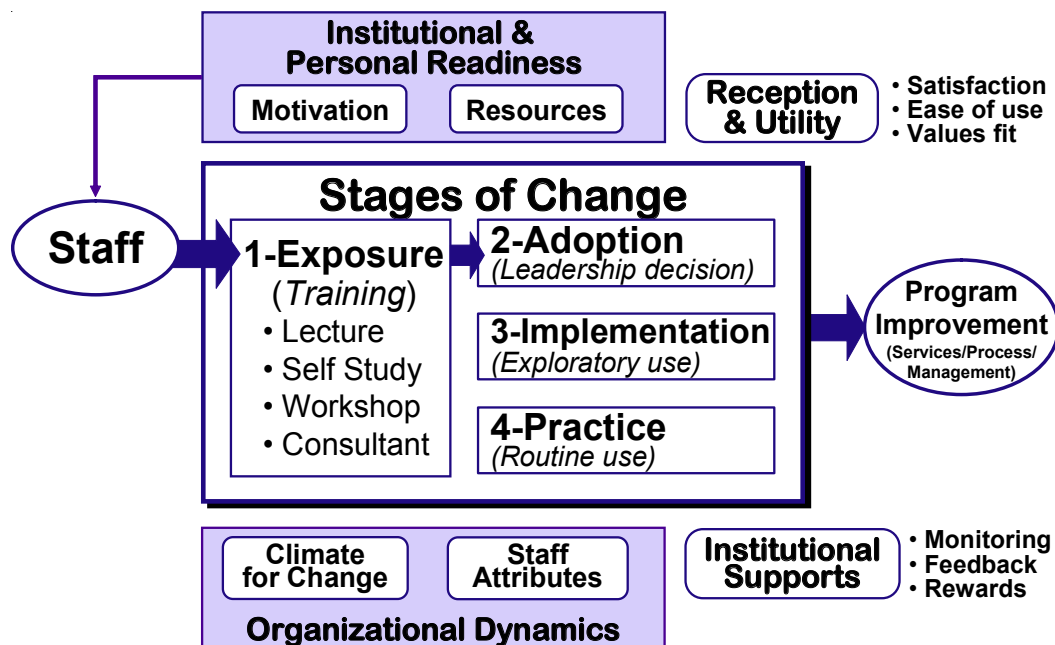 Institutional &
Personal Readiness
Motivation
Resources
Reception
& Utility
• Satisfaction
• Ease of use
• Values fit
Stages of Change
Staff
1-Exposure
(Training)
• Lecture
• Self Study
• Workshop
• Consultant
2-Adoption
(Leadership decision)
3-Implementation
(Exploratory use)
4-Practice
(Routine use)
Program
Improvement
(Services/Process/
Management)
Climate
for Change
Staff
Attributes
Organizational Dynamics
Institutional
Supports
• Monitoring
• Feedback
• Rewards